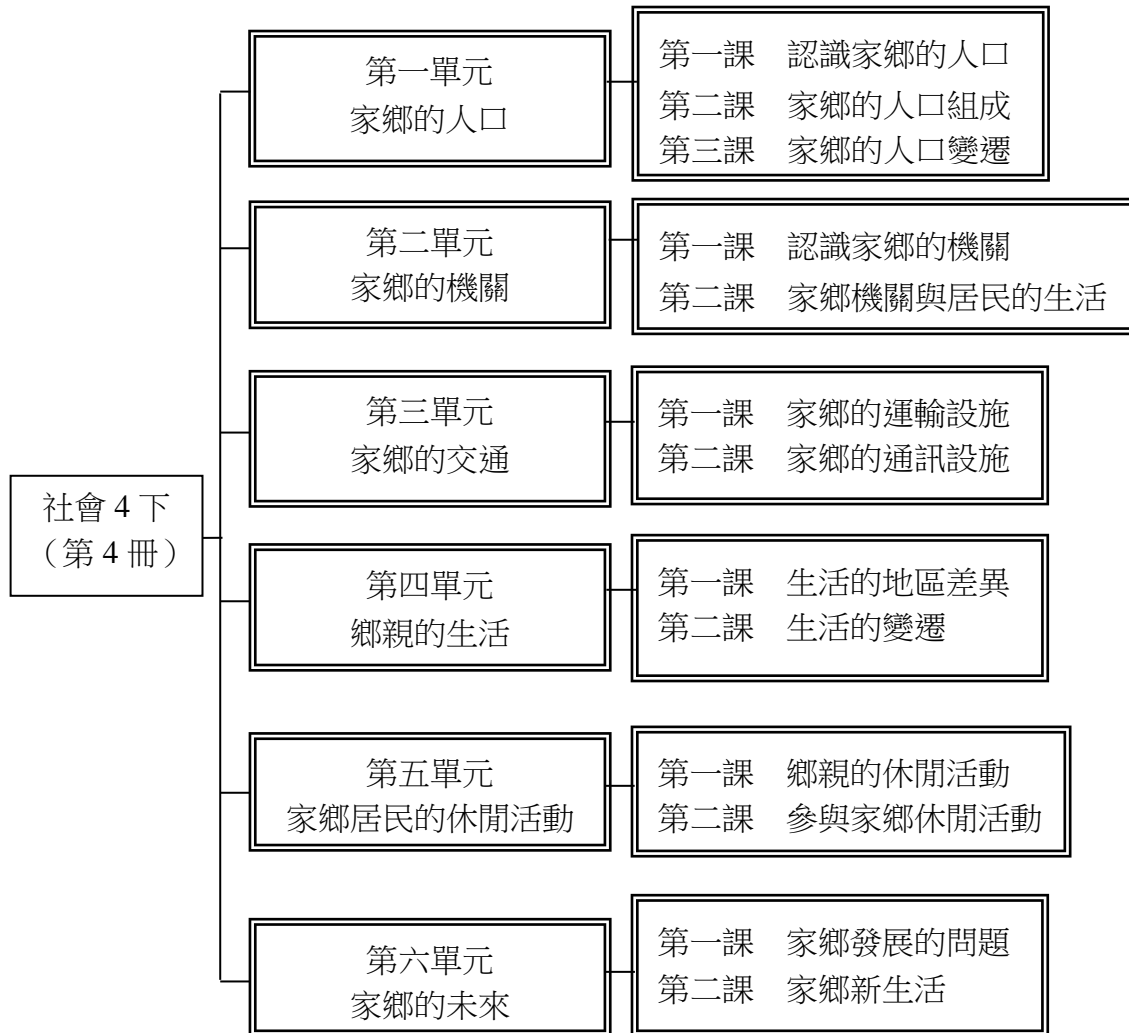 第一單元
家鄉的人口
第一課 認識家鄉的人口
第二課 家鄉的人口組成
第三課 家鄉的人口變遷
第二單元
家鄉的機關
第一課 認識家鄉的機關
第二課 家鄉機關與居民的生活
第三單元
家鄉的交通
第一課 家鄉的運輸設施
第二課 家鄉的通訊設施
社會 4 下
（第 4 冊）
第四單元
鄉親的生活
第一課 生活的地區差異
第二課 生活的變遷
第五單元
家鄉居民的休閒活動
第一課 鄉親的休閒活動
第二課 參與家鄉休閒活動
第六單元
家鄉的未來
第一課 家鄉發展的問題
第二課 家鄉新生活